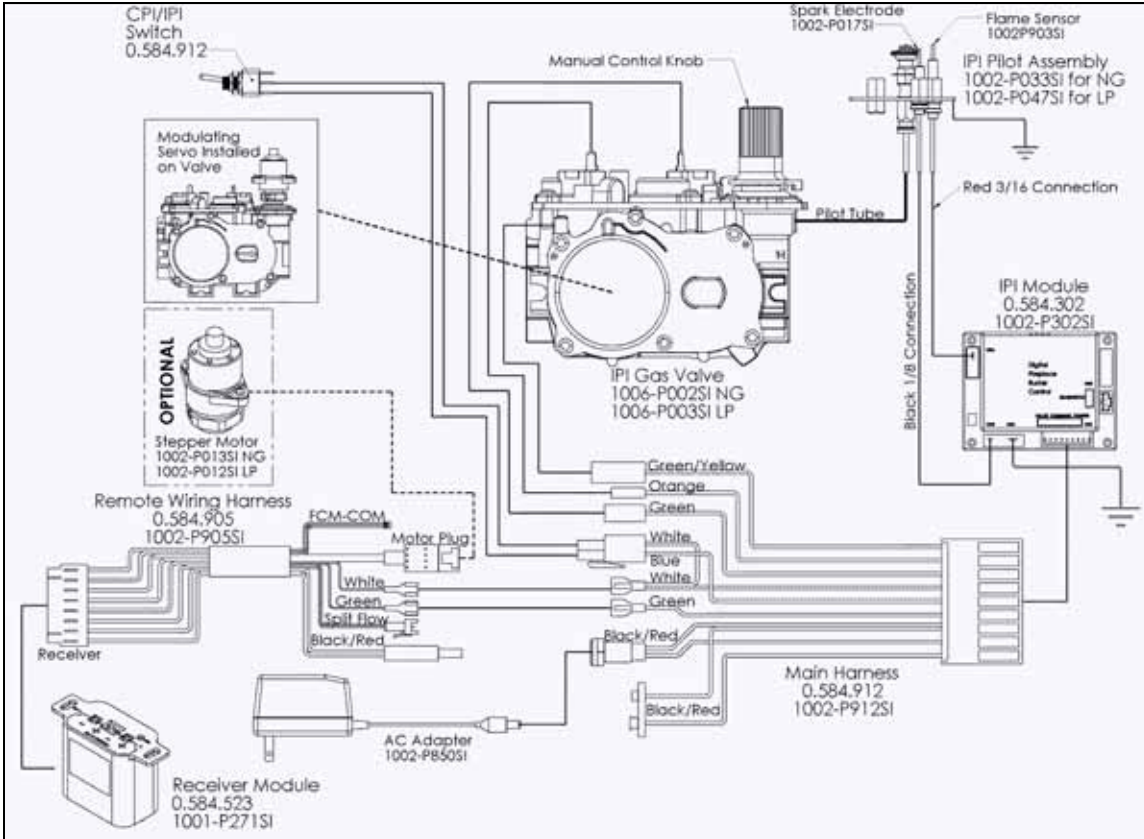 CPI/IPI
Switch
0.584.912
Spark Electrode
1002-P017SI
Flame Sensor
1002P903SI
IPI Pilot Assembly
1002-P033SI for NG
1002-P047SI for LP
Manual Control Knob
Modulating
Servo Installed
on Valve
Red 3/16 Connection
Pilot Tube
IPI Module
0.584.302
1002-P302SI
Digital
Fireplace
Burner
Control
Black 1/8 Connection
IPI Gas Valve
1006-P002SI NG
1006-P003SI LP
OPTIONAL
Stepper Motor
1002-P013SI NG
1002-P012SI LP
Remote Wiring Harness
0.584.905
1002-P905SI
Green/Yellow
Orange
Green
White
Blue
White
Green
FCM-COM
Motor Plug
White
Green
Split Flow
Black/Red
Black/Red
Receiver
Black/Red
Main Harness
0.584.912
1002-P912SI
AC Adapter
1002-P850SI
Receiver Module
0.584.523
1001-P271SI